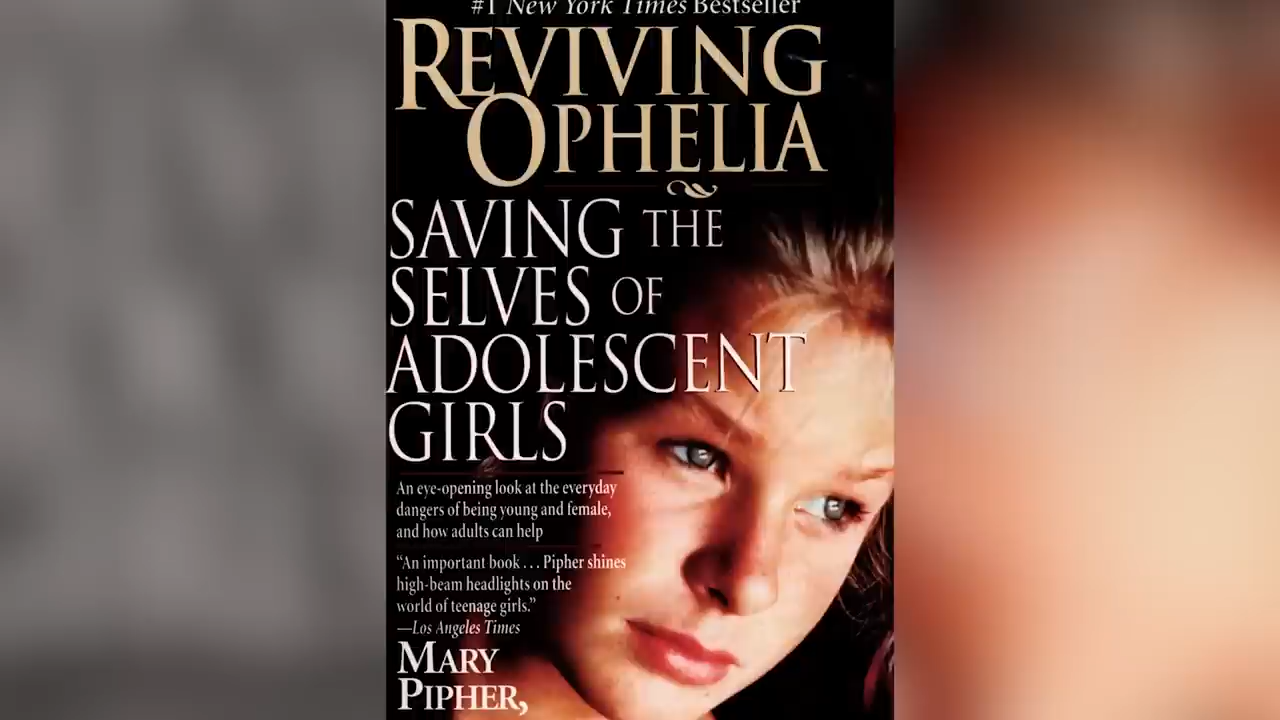 #1 New York Times Bestseller
REVIVING
OPHELIA
SAVING THE
SELVES OF
ADOLESCENT
GIRLS
An eye-opening look at the everyday
dangers of being young and female,
and how adults can help
“An important book . . . Pipher shines
high-beam headlights on the
world of teenage girls.”
—Los Angeles Times
MARY
PIPHER,